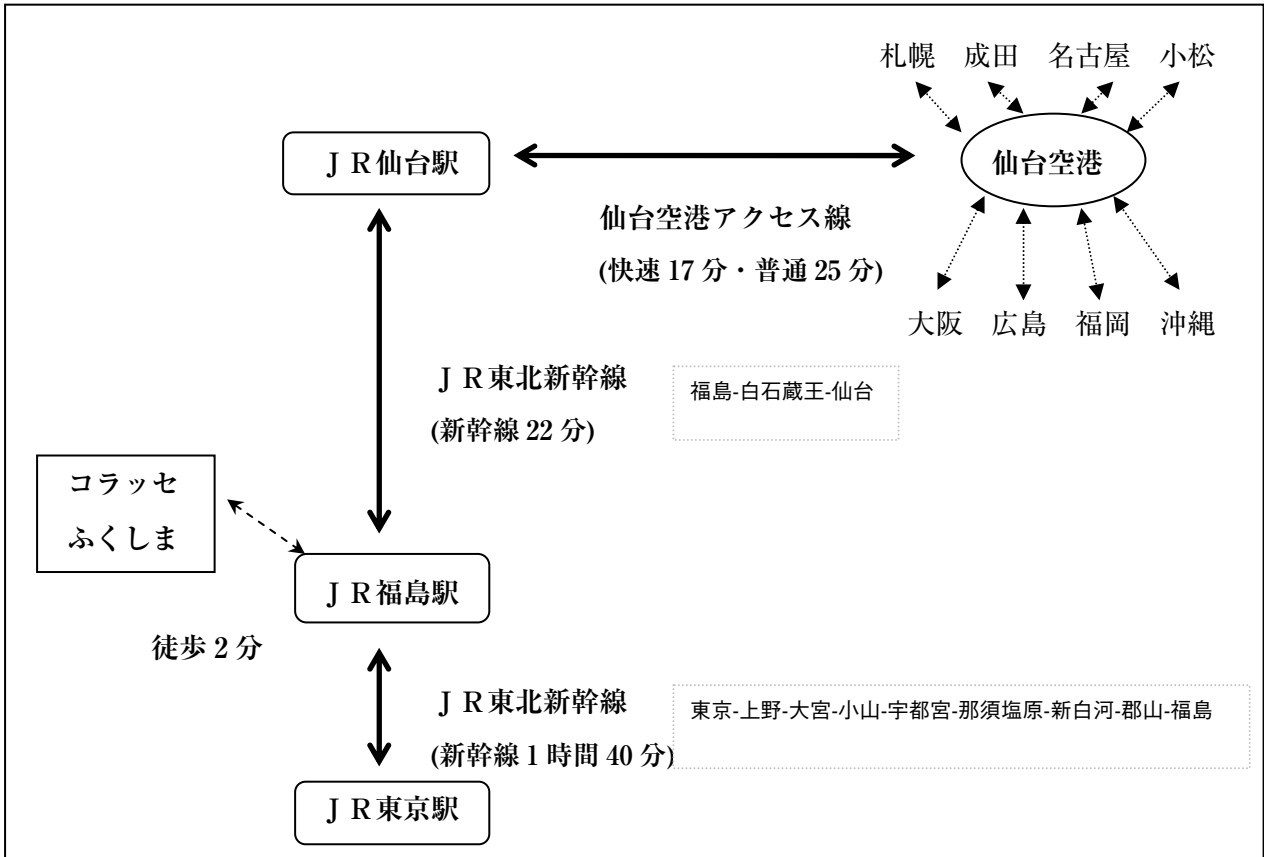 札幌 成田 名古屋 小松
ＪＲ仙台駅
仙台空港
仙台空港アクセス線
(快速 17 分・普通 25 分)
大阪 広島 福岡 沖縄
ＪＲ東北新幹線
(新幹線 22 分)
福島-白石蔵王-仙台
コラッセ
ふくしま
ＪＲ福島駅
徒歩 2 分
ＪＲ東北新幹線
(新幹線 1 時間 40 分)
東京-上野-大宮-小山-宇都宮-那須塩原-新白河-郡山-福島
ＪＲ東京駅